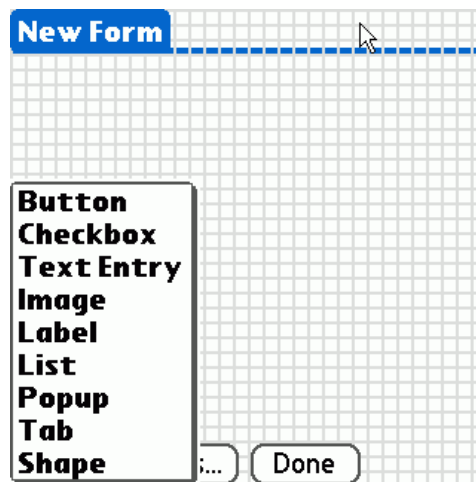 New Form
Button
Checkbox
Text Entry
Image
Label
List
Popup
Tab
Shape
Done